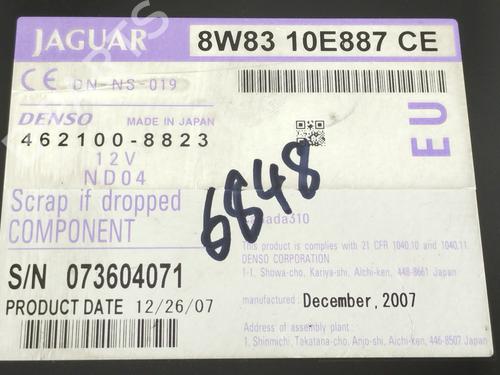 JAGUAR
8W83 10E887 CE
CE DN-NS-019
DENSO MADE IN JAPAN
462100-8823
12V
ND04
EU
6848
Scrap if dropped
COMPONENT
This product is complies with 21 CFR 1040.10 and 1040.11.
DENSO CORPORATION
1-1. Showa-cho, Kariya-shi, Aichi-ken, 448-8661 Japan
S/N 073604071
PRODUCT DATE 12/26/07
manufactured: December, 2007
Address of assembly plant :
1. Shinmichi, Takatana-cho, Anjo-shi, Aichi-ken, 446-8507 Japan